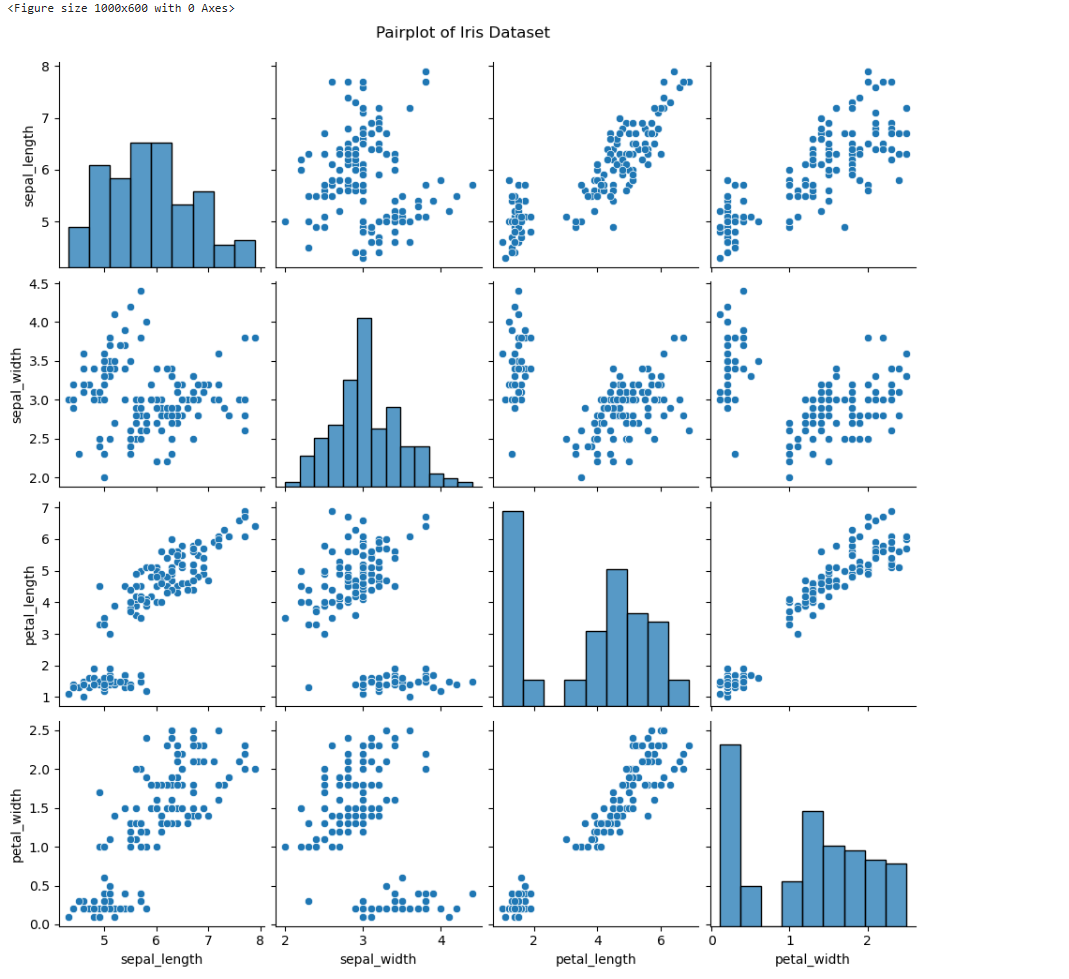 <Figure size 1000x600 with 0 Axes>
Pairplot of Iris Dataset
8
7
6
5
sepal_length
4.5
4.0
3.5
3.0
2.5
2.0
sepal_width
7
6
5
4
3
2
1
petal_length
2.5
2.0
1.5
1.0
0.5
0.0
petal_width
5 6 7 8
2 3 4
2 4 6
0 1 2
sepal_length sepal_width petal_length petal_width